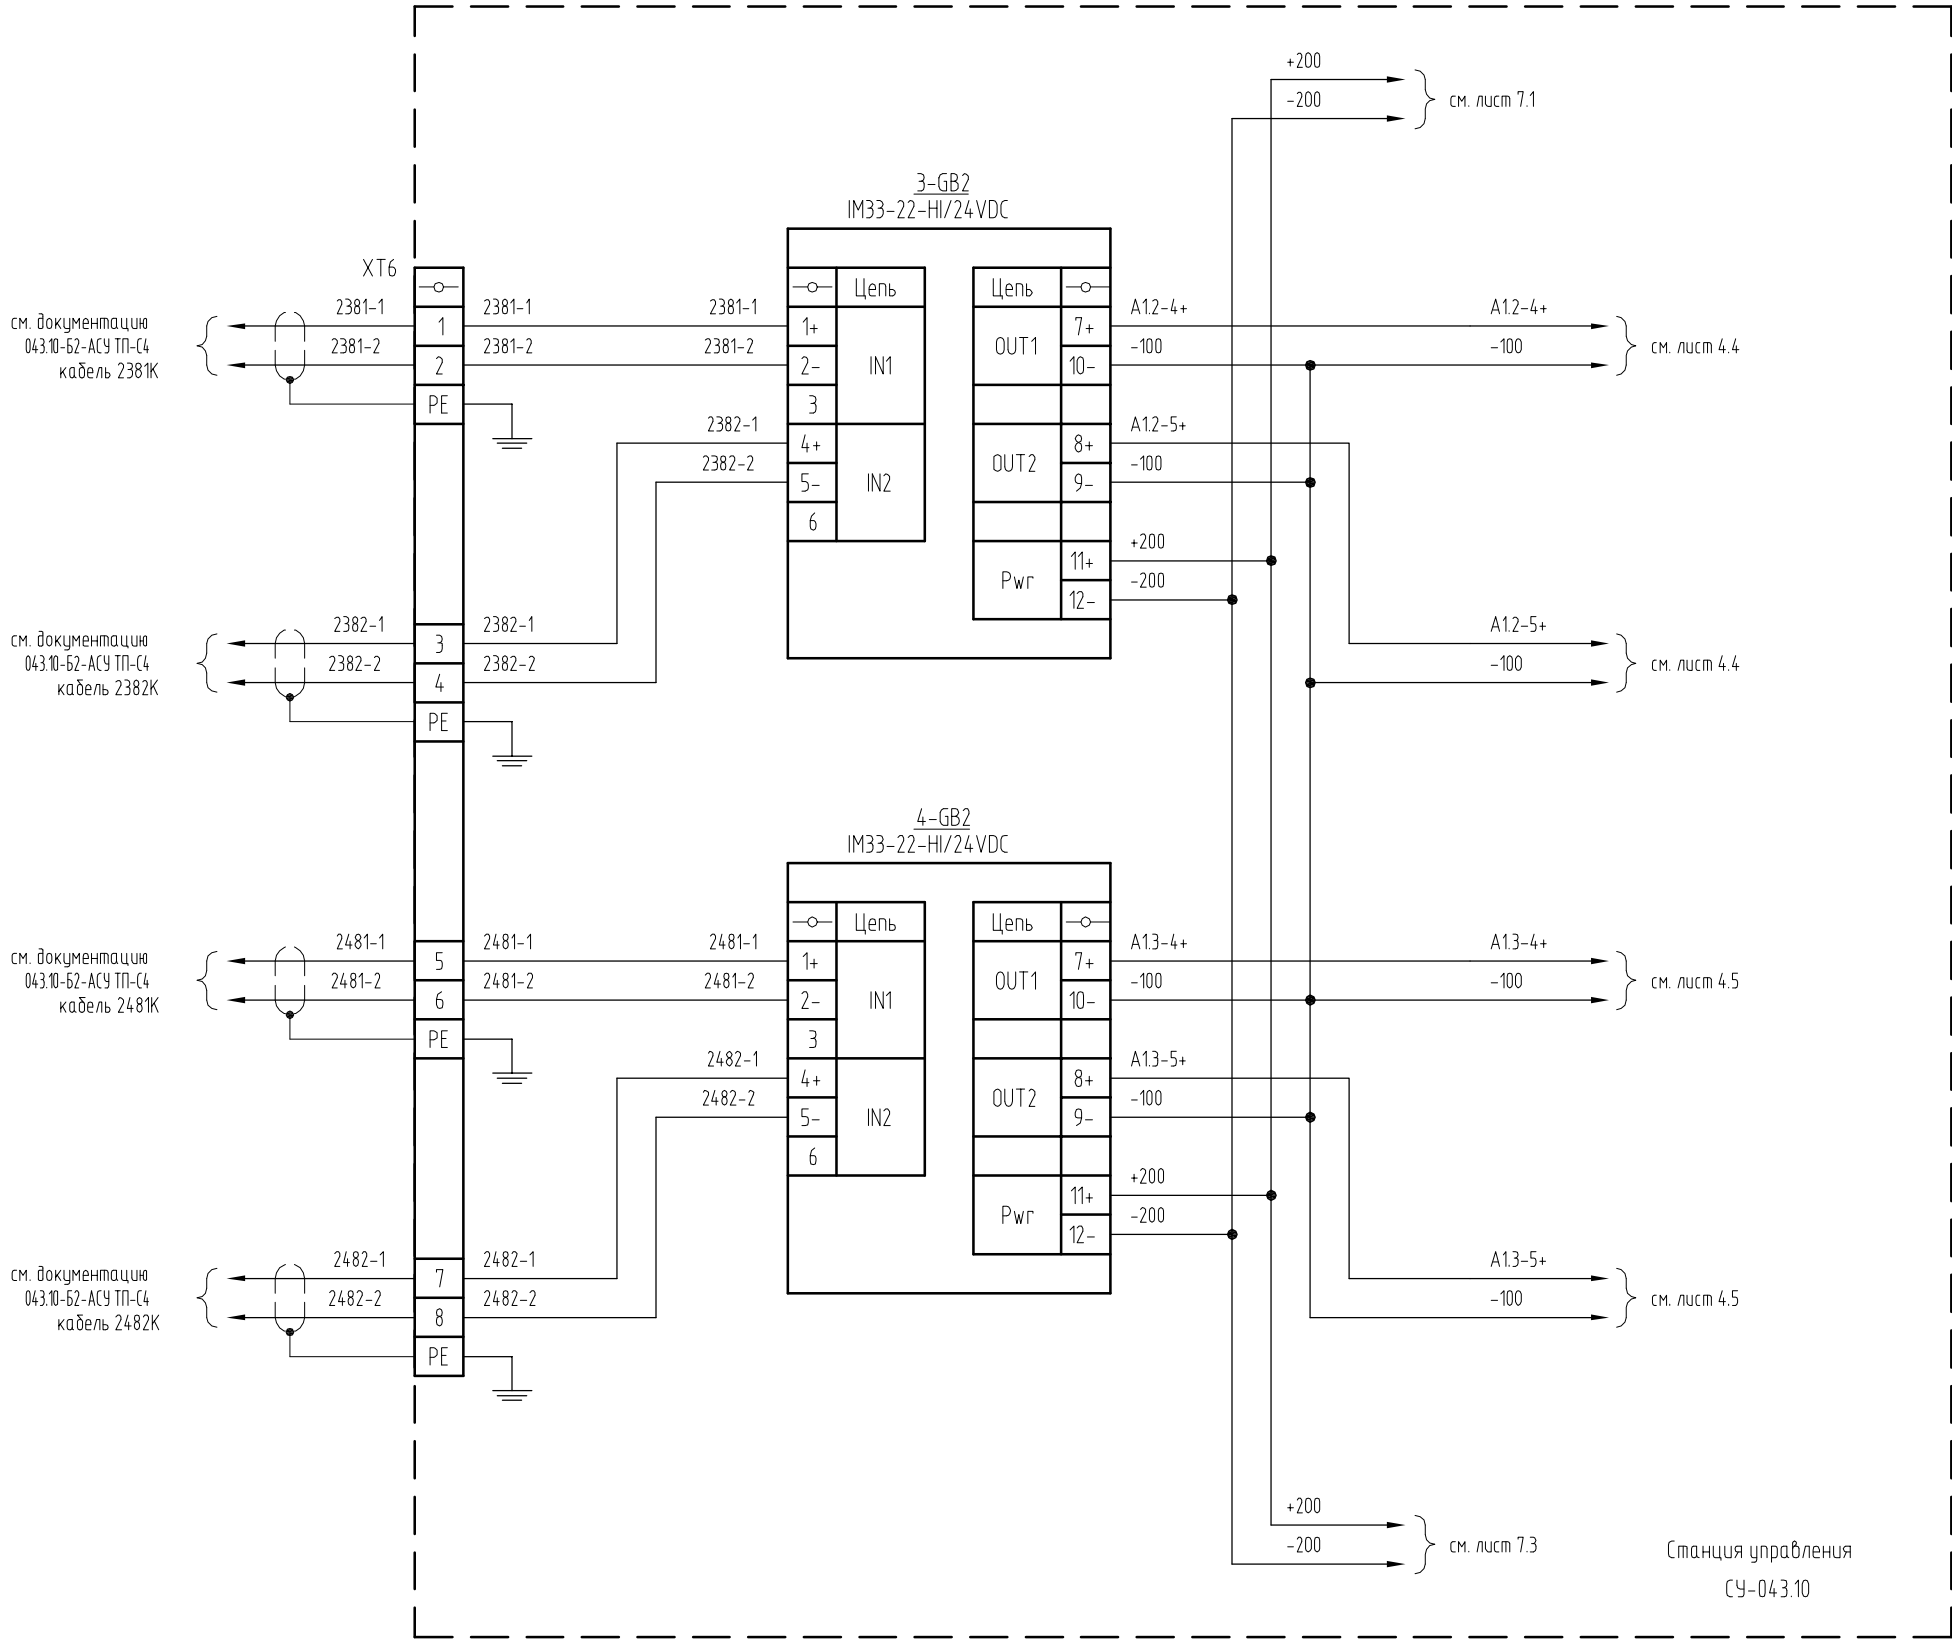 +200
-200
см. лист 7.1
3-GB2
IM33-22-HI/24VDC
XT6
Цепь
Цепь
см. документацию
043.10-Б2-АСУ ТП-С4
кабель 2381К
2381-1
2381-2
1
2
PE
2381-1
2381-2
2381-1
2381-2
2382-1
2382-2
1+
2-
3
4+
5-
6
IN1
IN2
OUT1
OUT2
Pwr
7+
10-
8+
9-
11+
12-
A1.2-4+
-100
A1.2-5+
-100
+200
-200
A1.2-4+
-100
см. лист 4.4
см. документацию
043.10-Б2-АСУ ТП-С4
кабель 2382К
2382-1
2382-2
3
4
PE
2382-1
2382-2
A1.2-5+
-100
см. лист 4.4
4-GB2
IM33-22-HI/24VDC
Цепь
Цепь
см. документацию
043.10-Б2-АСУ ТП-С4
кабель 2481К
2481-1
2481-2
5
6
PE
2481-1
2481-2
2481-1
2481-2
2482-1
2482-2
1+
2-
3
4+
5-
6
IN1
IN2
OUT1
OUT2
Pwr
7+
10-
8+
9-
11+
12-
A1.3-4+
-100
A1.3-5+
-100
+200
-200
A1.3-4+
-100
см. лист 4.5
см. документацию
043.10-Б2-АСУ ТП-С4
кабель 2482К
2482-1
2482-2
7
8
PE
2482-1
2482-2
A1.3-5+
-100
см. лист 4.5
+200
-200
см. лист 7.3
Станция управления
СУ-043.10